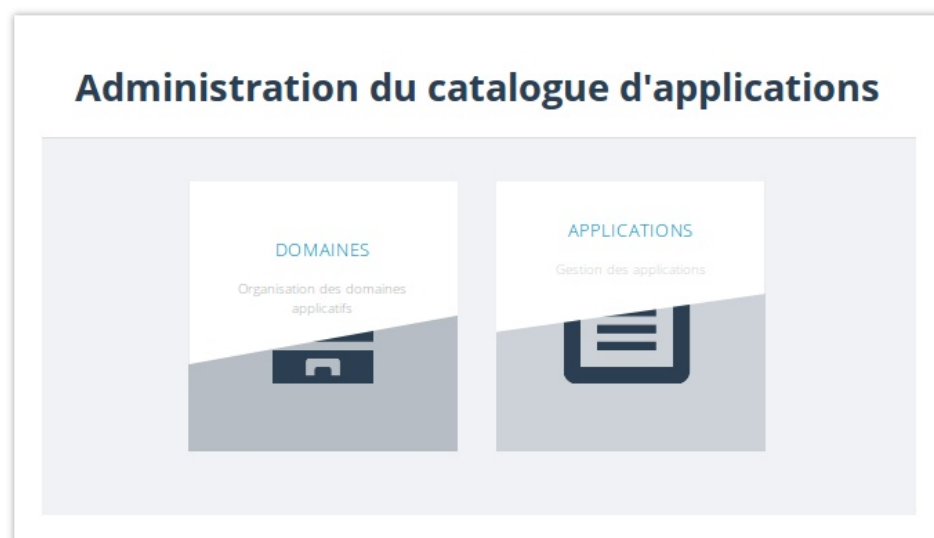 Administration du catalogue d'applications
DOMAINES
Organisation des domaines
applicatifs
APPLICATIONS
Gestion des applications